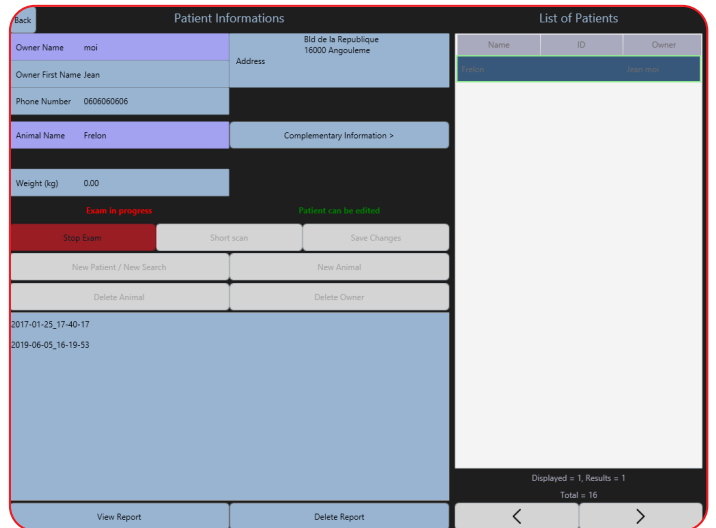 Back
Patient Informations
Owner Name moi
Address
Bld de la Republique
16000 Angouleme
Owner First Name Jean
Phone Number 0606060606
Animal Name Frelon
Complementary Information >
Weight (kg) 0.00
Exam in progress
Patient can be edited
Stop Exam
Short scan
Save Changes
New Patient / New Search
New Animal
Delete Animal
Delete Owner
2017-01-25_17-40-17
2019-06-05_16-19-53
View Report
Delete Report
List of Patients
Name ID Owner
Frelon Jean moi
Displayed = 1, Results = 1
Total = 16
< >